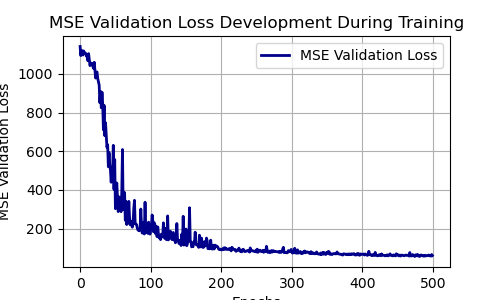 MSE Validation Loss Development During Training
MSE Validation Loss
MSE Validation Loss
1000
800
600
400
200
0
100
200
300
400
500
Epochs